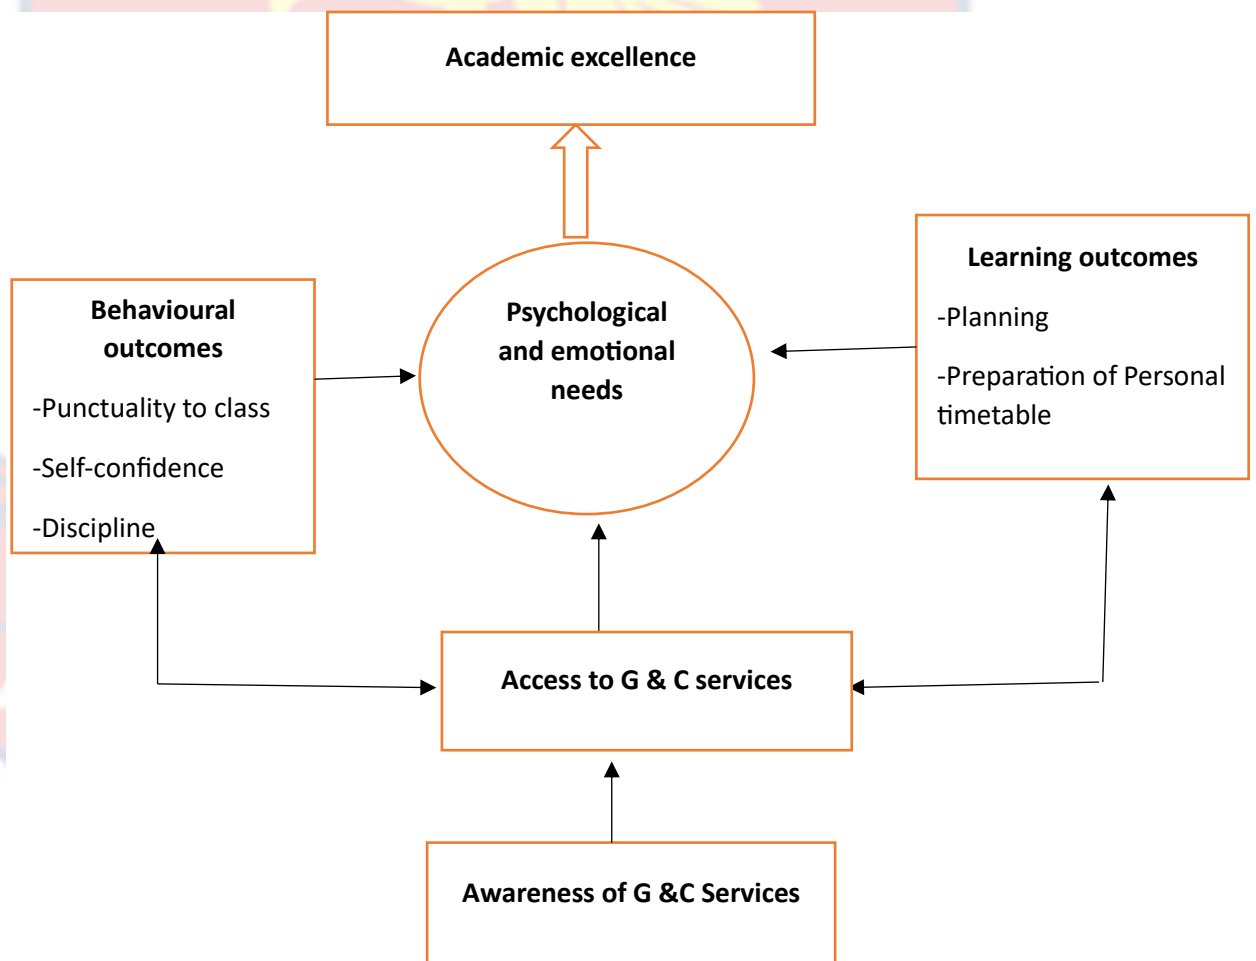 Academic excellence
Behavioural
outcomes
-Punctuality to class
-Self-confidence
-Discipline
Psychological
and emotional
needs
Learning outcomes
-Planning
-Preparation of Personal
timetable
Access to G & C services
Awareness of G &C Services